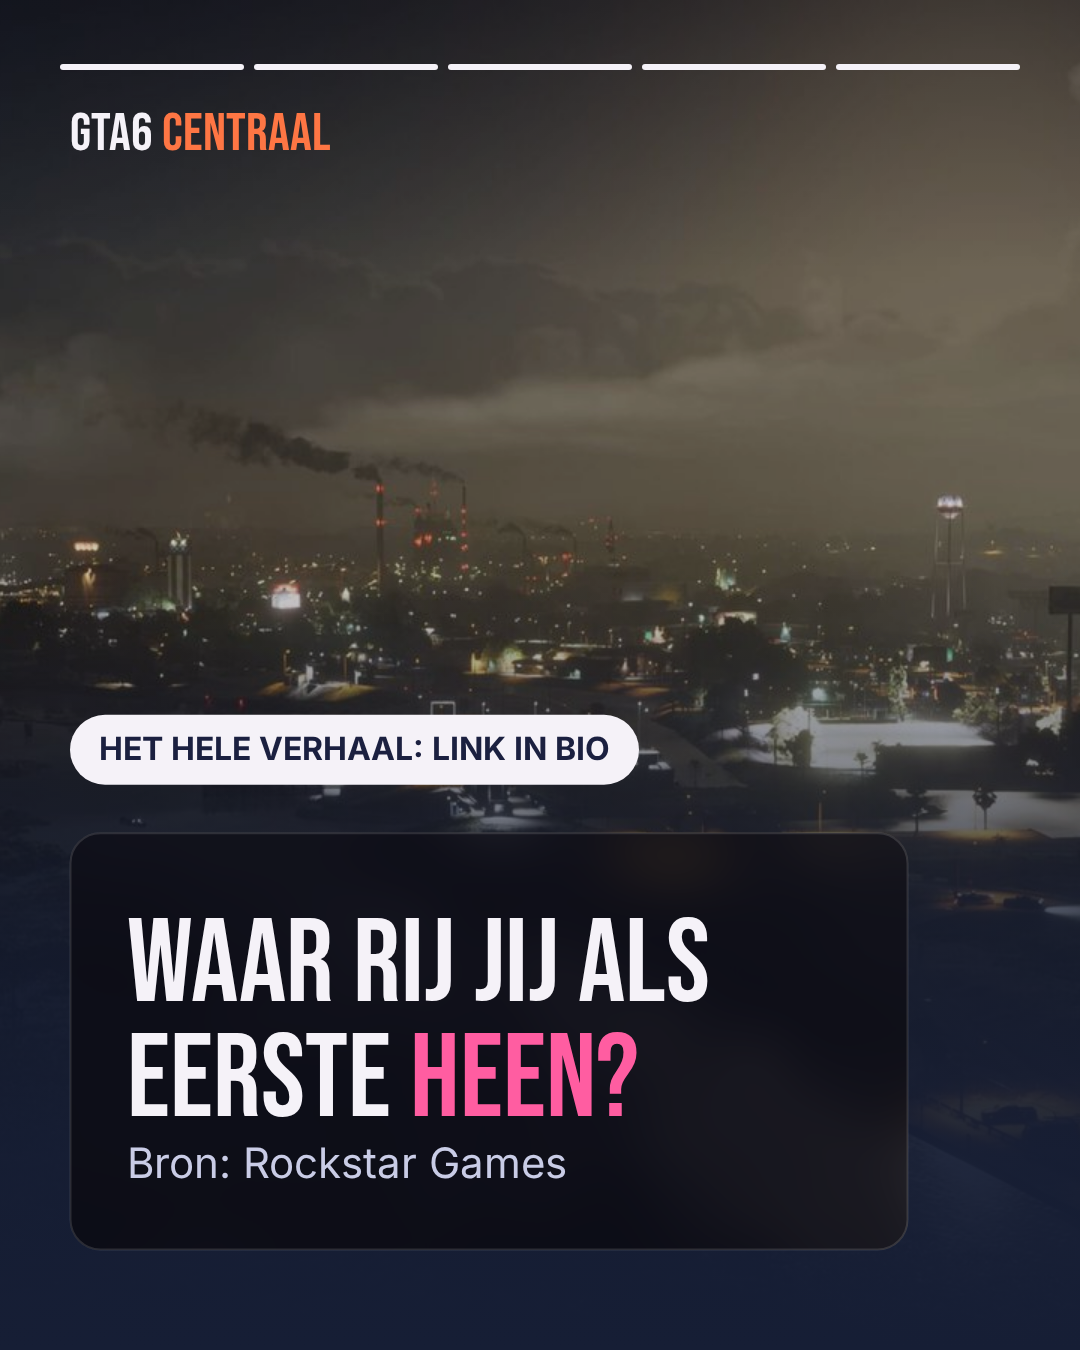 GTA6 CENTRAAL
HET HELE VERHAAL: LINK IN BIO
WAAR RIJ JIJ ALS
EERSTE HEEN?
Bron: Rockstar Games